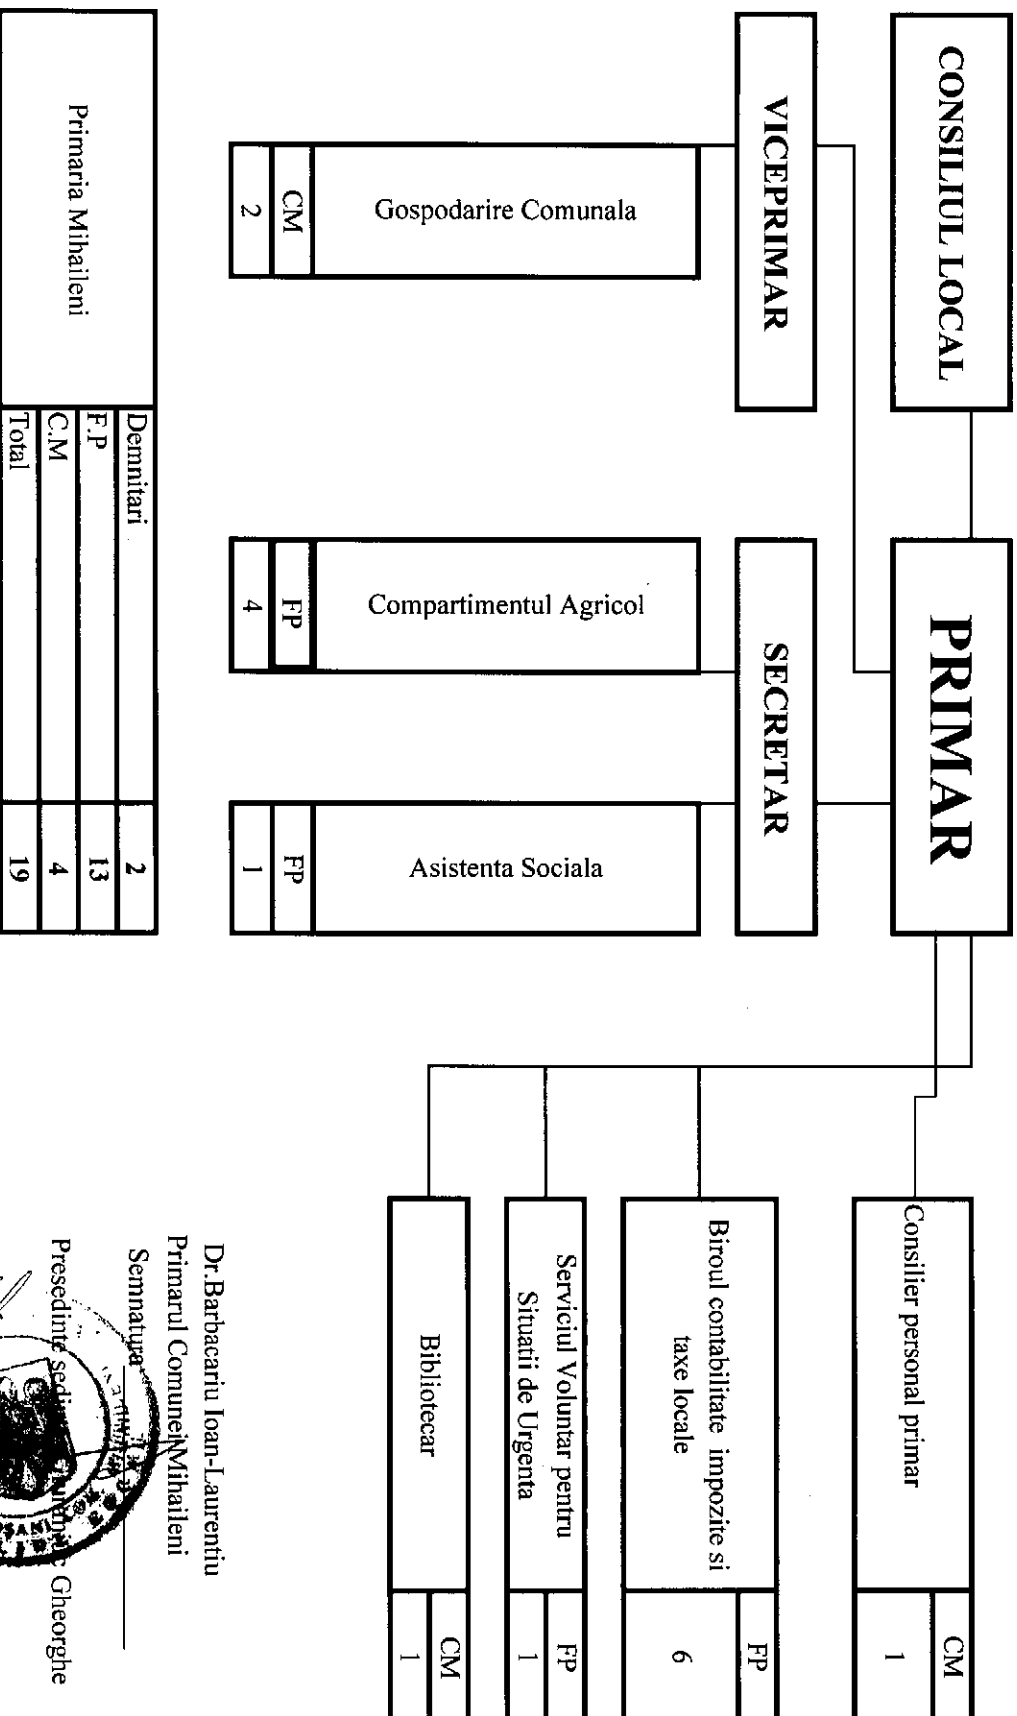 CONSILIUL LOCAL
PRIMAR
Consilier personal primar
CM
1
VICEPRIMAR
SECRETAR
Biroul contabilitate impozite si
taxe locale
FP
6
Serviciul Voluntar pentru
Situatii de Urgenta
FP
1
Bibliotecar
CM
1
Gospodarire Comunala
CM
2
Compartimentul Agricol
FP
4
Asistenta Sociala
FP
1
Primaria Mihaileni
Demnitari 2
F.P 13
C.M 4
Total 19
Dr.Barbacariu Ioan-Laurentiu
Primarul Comunei Mihaileni
Semnatura
Presedinte Gheorghe